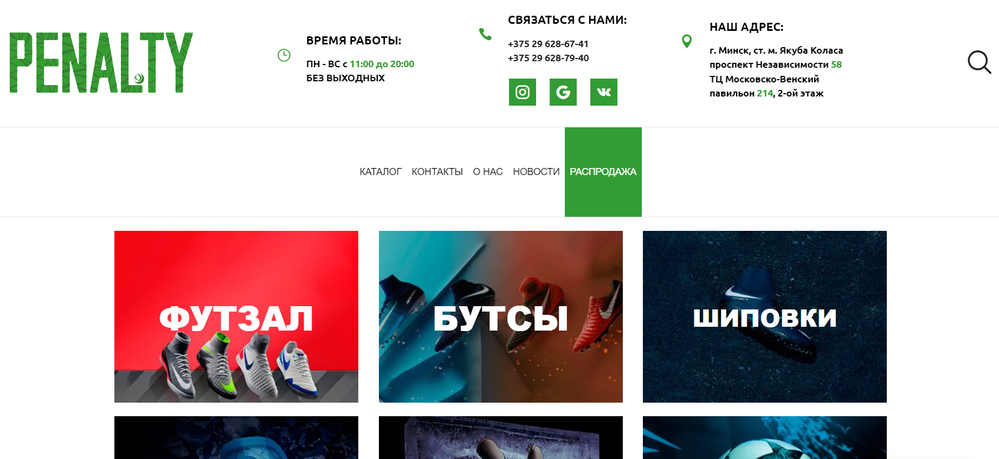 PENALTY
ВРЕМЯ РАБОТЫ:
ПН - ВС с 11:00 до 20:00
БЕЗ ВЫХОДНЫХ
СВЯЗАТЬСЯ С НАМИ:
+375 29 628-67-41
+375 29 628-79-40
НАШ АДРЕС:
г. Минск, ст. м. Якуба Коласа
проспект Независимости 58
ТЦ Московско-Венский
павильон 214, 2-ой этаж
КАТАЛОГ КОНТАКТЫ О НАС НОВОСТИ РАСПРОДАЖА
ФУТЗАЛ
БУТСЫ
ШИПОВКИ